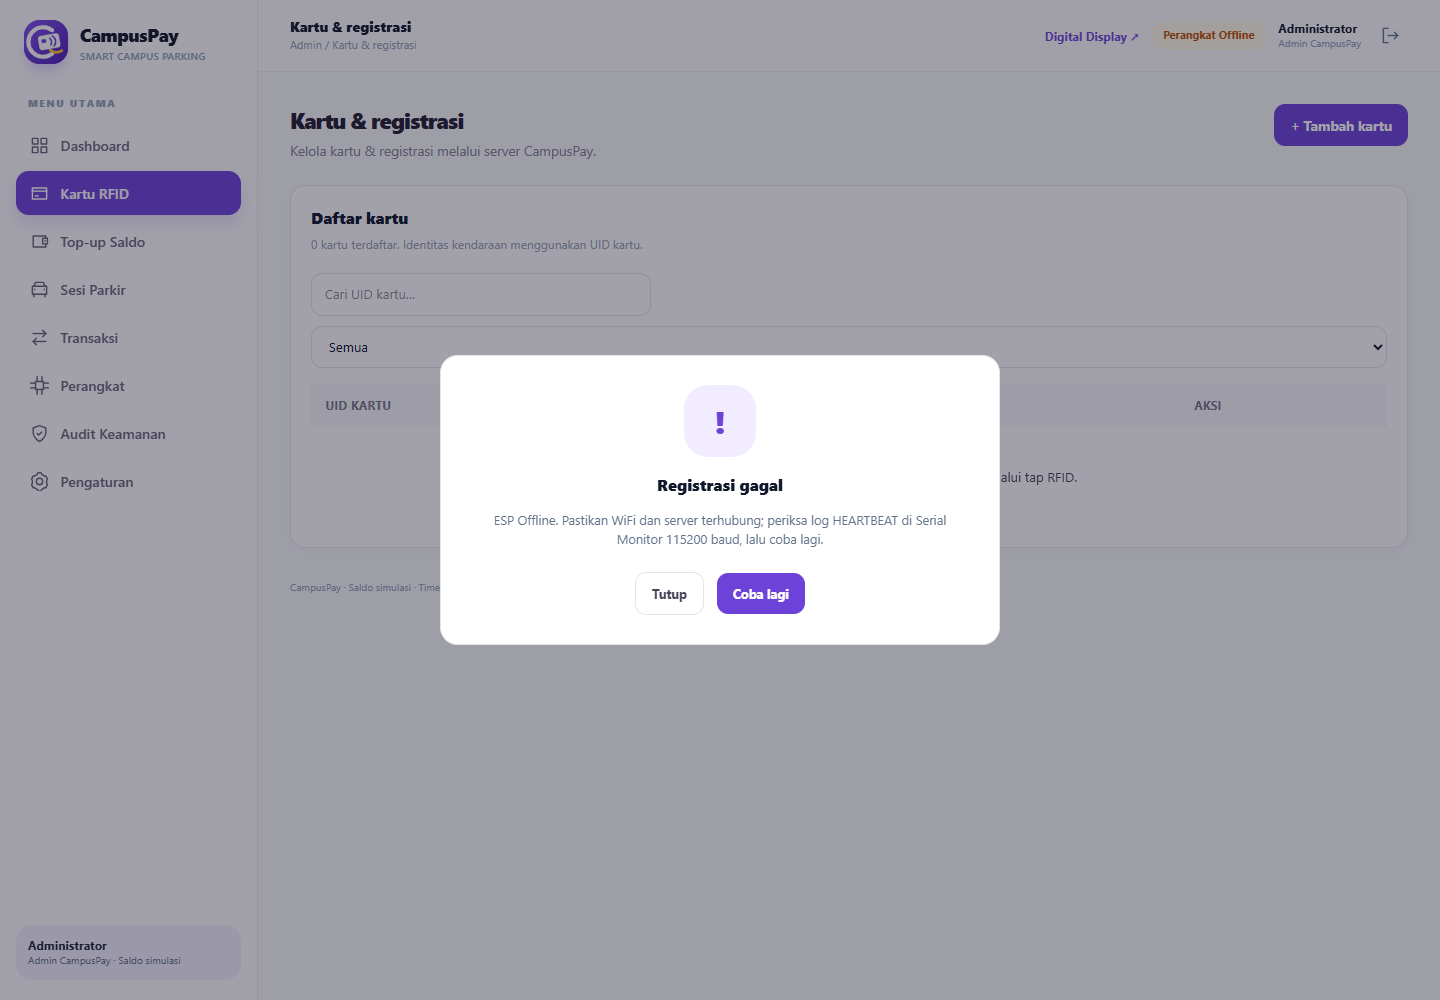 CampusPay
SMART CAMPUS PARKING
MENU UTAMA
Dashboard
Kartu RFID
Top-up Saldo
Sesi Parkir
Transaksi
Perangkat
Audit Keamanan
Pengaturan
Administrator
Admin CampusPay · Saldo simulasi
Kartu & registrasi
Admin / Kartu & registrasi
Digital Display ↗
Perangkat Offline
Administrator
Admin CampusPay
Kartu & registrasi
Kelola kartu & registrasi melalui server CampusPay.
+ Tambah kartu
Daftar kartu
0 kartu terdaftar. Identitas kendaraan menggunakan UID kartu.
Cari UID kartu...
Semua
UID KARTU
AKSI
tap RFID.
CampusPay · Saldo simulasi ·
!
Registrasi gagal
ESP Offline. Pastikan WiFi dan server terhubung; periksa log HEARTBEAT di Serial
Monitor 115200 baud, lalu coba lagi.
Tutup
Coba lagi